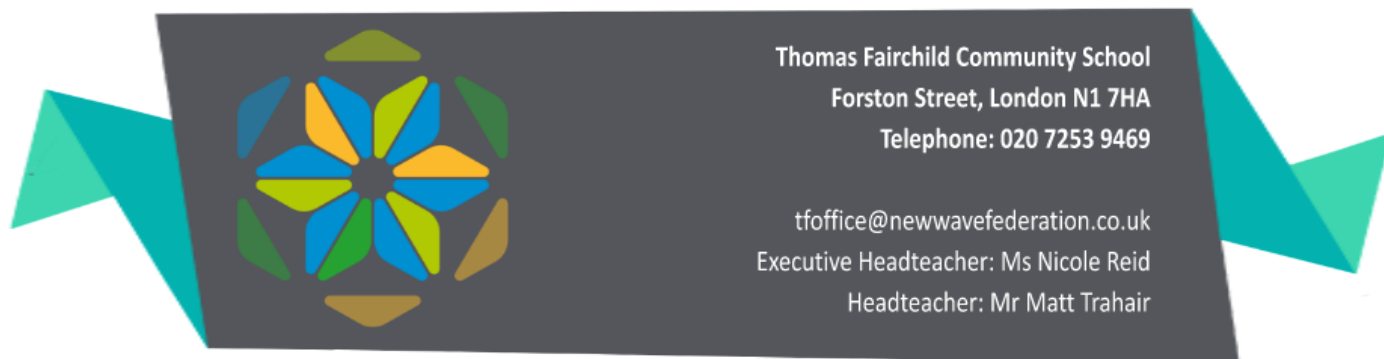 Thomas Fairchild Community School
Forston Street, London N1 7HA
Telephone: 020 7253 9469
tfoffice@newwavefederation.co.uk
Executive Headteacher: Ms Nicole Reid
Headteacher: Mr Matt Trahair